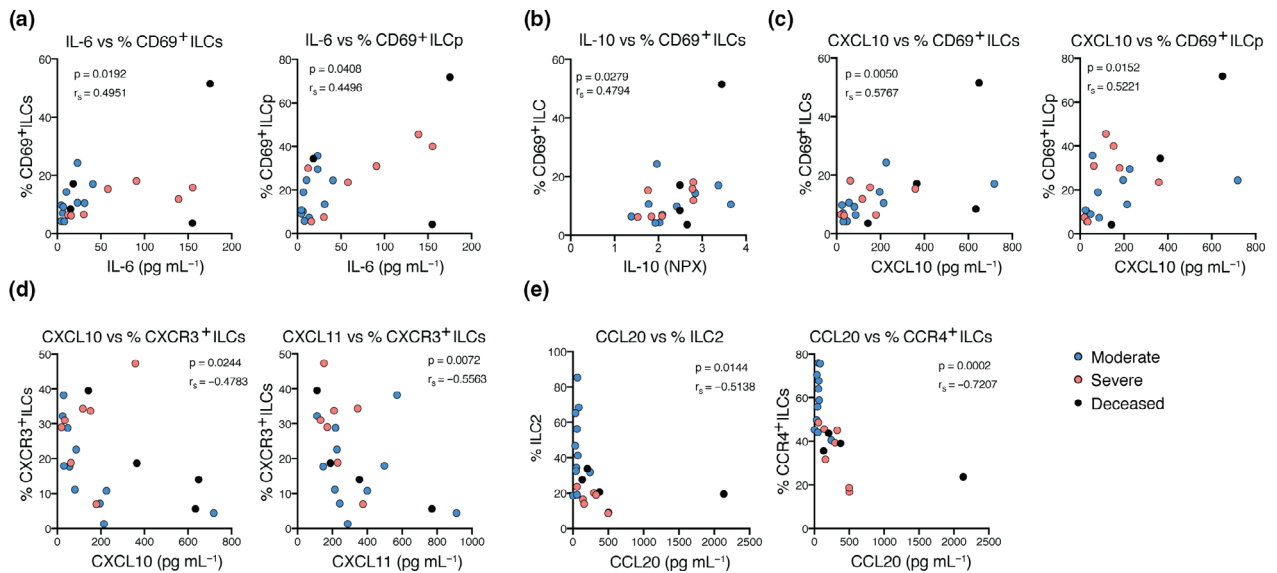 (a)
IL-6 vs % CD69⁺ILCs
% CD69⁺ILCs
p = 0.0192
rₛ = 0.4951
60
40
20
0
0 50 100 150 200
IL-6 (pg mL⁻¹)
IL-6 vs % CD69⁺ILCp
% CD69⁺ILCp
p = 0.0408
rₛ = 0.4496
80
60
40
20
0
0 50 100 150 200
IL-6 (pg mL⁻¹)
(b)
IL-10 vs % CD69⁺ILCs
% CD69⁺ILC
p = 0.0279
rₛ = 0.4794
60
40
20
0
0 1 2 3 4
IL-10 (NPX)
(c)
CXCL10 vs % CD69⁺ILCs
% CD69⁺ILCs
p = 0.0050
rₛ = 0.5767
60
40
20
0
0 200 400 600 800
CXCL10 (pg mL⁻¹)
CXCL10 vs % CD69⁺ILCp
% CD69⁺ILCp
p = 0.0152
rₛ = 0.5221
80
60
40
20
0
0 200 400 600 800
CXCL10 (pg mL⁻¹)
(d)
CXCL10 vs % CXCR3⁺ILCs
% CXCR3⁺ILCs
p = 0.0244
rₛ = −0.4783
50
40
30
20
10
0
0 200 400 600 800
CXCL10 (pg mL⁻¹)
CXCL11 vs % CXCR3⁺ILCs
% CXCR3⁺ILCs
p = 0.0072
rₛ = −0.5563
50
40
30
20
10
0
0 200 400 600 800 1000
CXCL11 (pg mL⁻¹)
(e)
CCL20 vs % ILC2
% ILC2
p = 0.0144
rₛ = −0.5138
100
80
60
40
20
0
0 500 1000 1500 2000 2500
CCL20 (pg mL⁻¹)
CCL20 vs % CCR4⁺ILCs
% CCR4⁺ILCs
p = 0.0002
rₛ = −0.7207
80
60
40
20
0
0 500 1000 1500 2000 2500
CCL20 (pg mL⁻¹)
Moderate
Severe
Deceased